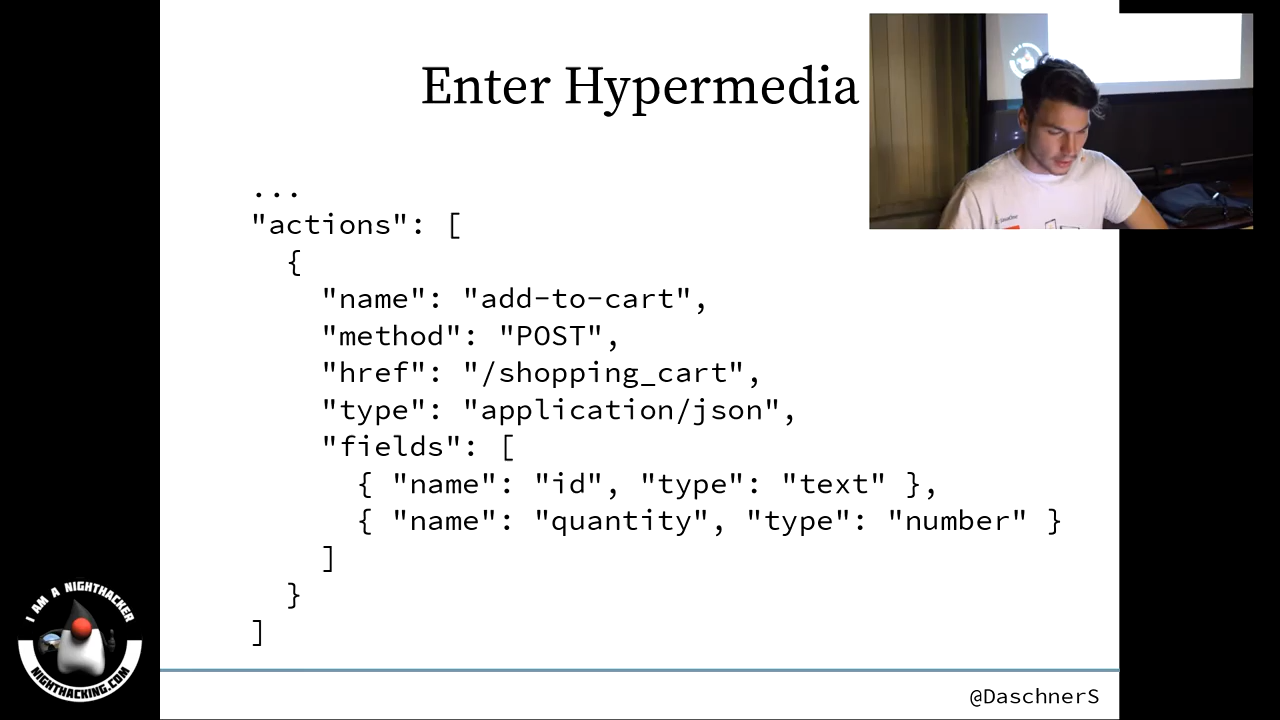 Enter Hypermedia
...
"actions": [
{
"name": "add-to-cart",
"method": "POST",
"href": "/shopping_cart",
"type": "application/json",
"fields": [
{ "name": "id", "type": "text" },
{ "name": "quantity", "type": "number" }
]
}
]
I AM A NIGHTHACKER
NIGHTHACKING.COM
@DaschnerS